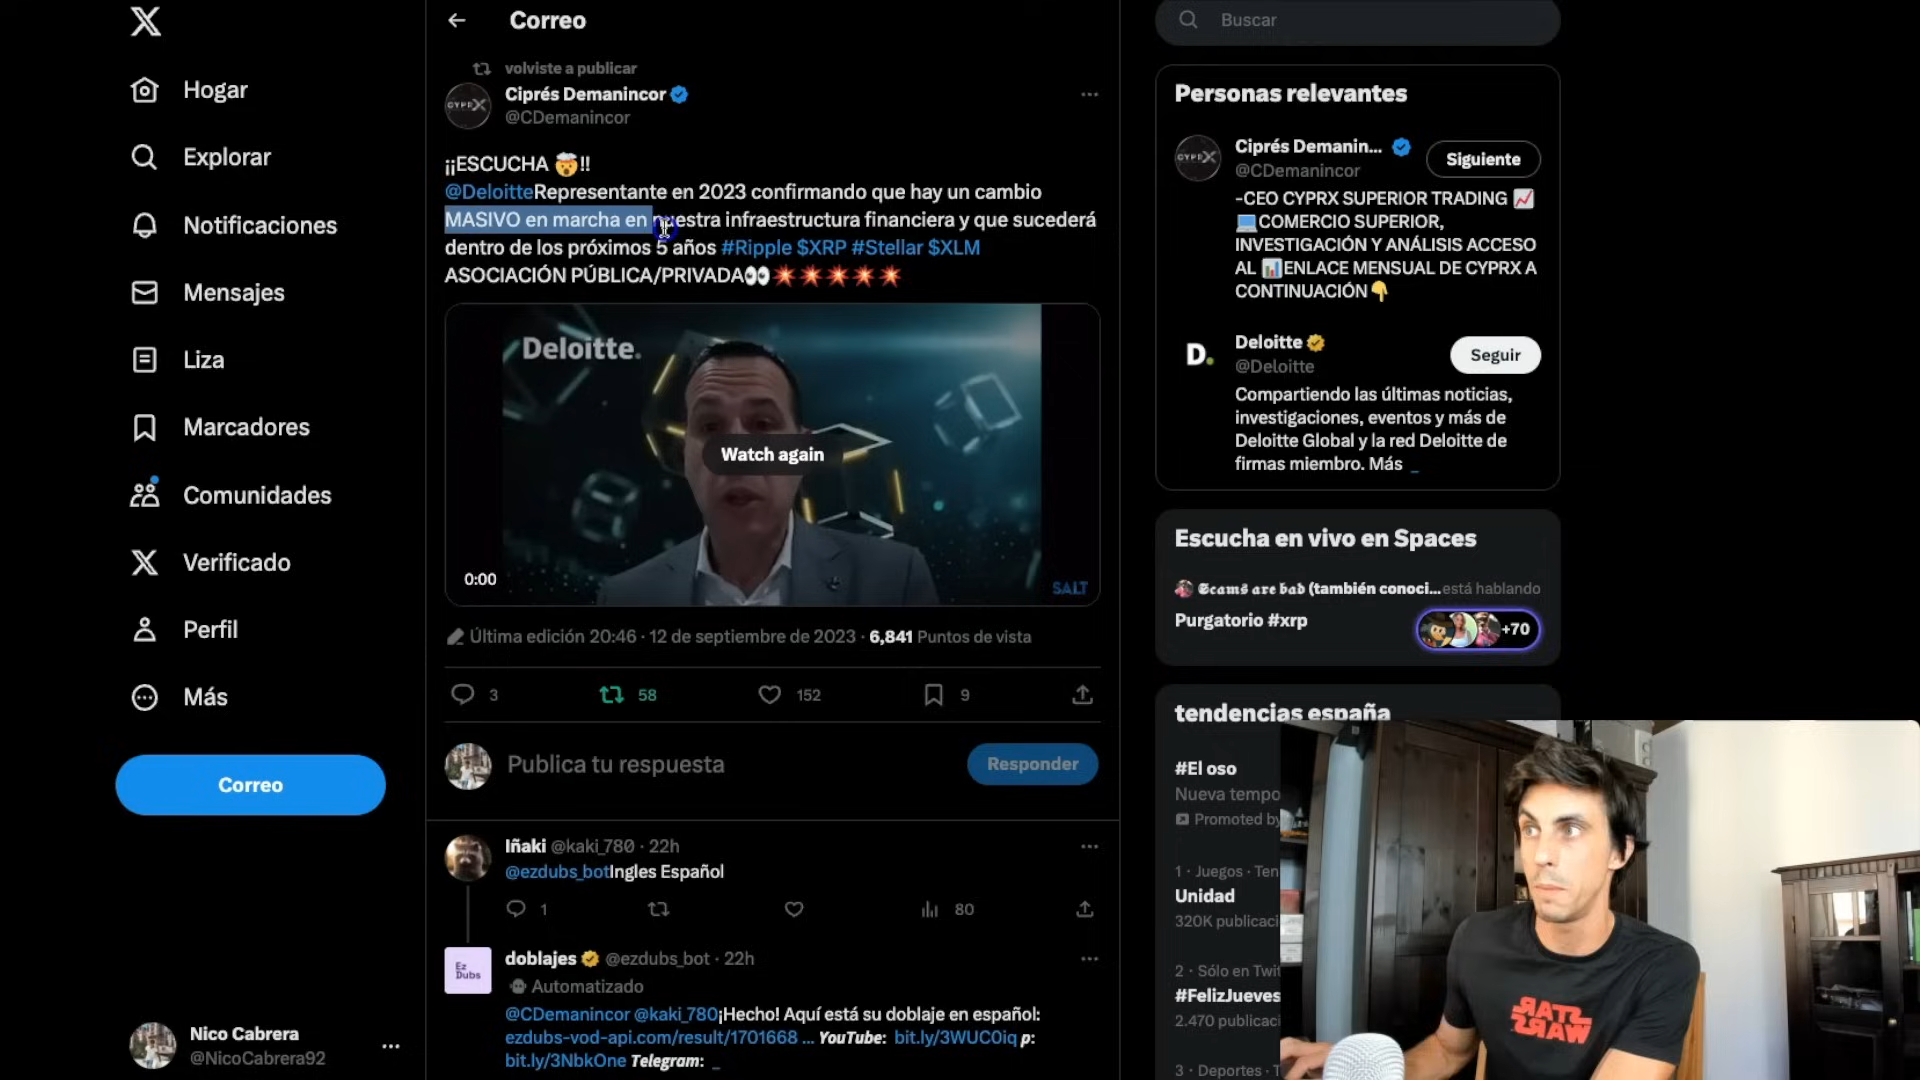 Correo
Buscar
volviste a publicar
Ciprés Demanincor
@CDemanincor
CYPRX
¡¡ESCUCHA 🤯!!
@DeloitteRepresentante en 2023 confirmando que hay un cambio
MASIVO en marcha en nuestra infraestructura financiera y que sucederá
dentro de los próximos 5 años #Ripple $XRP #Stellar $XLM
ASOCIACIÓN PÚBLICA/PRIVADA👀💥💥💥💥💥
Deloitte.
Watch again
0:00
SALT
Última edición 20:46 · 12 de septiembre de 2023 · 6,841 Puntos de vista
3
58
152
9
Publica tu respuesta
Responder
Iñaki @kaki_780 · 22h
@ezdubs_botIngles Español
1
80
Ez
Dubs
doblajes @ezdubs_bot · 22h
Automatizado
@CDemanincor @kaki_780¡Hecho! Aquí está su doblaje en español:
ezdubs-vod-api.com/result/1701668 ... YouTube: bit.ly/3WUC0iq p:
bit.ly/3NbkOne Telegram: _
Hogar
Explorar
Notificaciones
Mensajes
Liza
Marcadores
Comunidades
Verificado
Perfil
Más
Correo
Nico Cabrera
@NicoCabrera92
Personas relevantes
CYPRX
Ciprés Demanin...
@CDemanincor
Siguiente
-CEO CYPRX SUPERIOR TRADING 📈
💻COMERCIO SUPERIOR,
INVESTIGACIÓN Y ANÁLISIS ACCESO
AL 📊ENLACE MENSUAL DE CYPRX A
CONTINUACIÓN👇
D.
Deloitte
@Deloitte
Seguir
Compartiendo las últimas noticias,
investigaciones, eventos y más de
Deloitte Global y la red Deloitte de
firmas miembro. Más _
Escucha en vivo en Spaces
𝕾𝖈𝖆𝖒𝖘 𝖆𝖗𝖊 𝖇𝖆𝖉 (también conoci... está hablando
Purgatorio #xrp
+70
tendencias españa
#El oso
Nueva tempo
Promoted by
1 · Juegos · Ten
Unidad
320K publicaci
2 · Sólo en Twit
#FelizJueves
2.470 publicaci
3 · Deportes · T
STAR
WARS